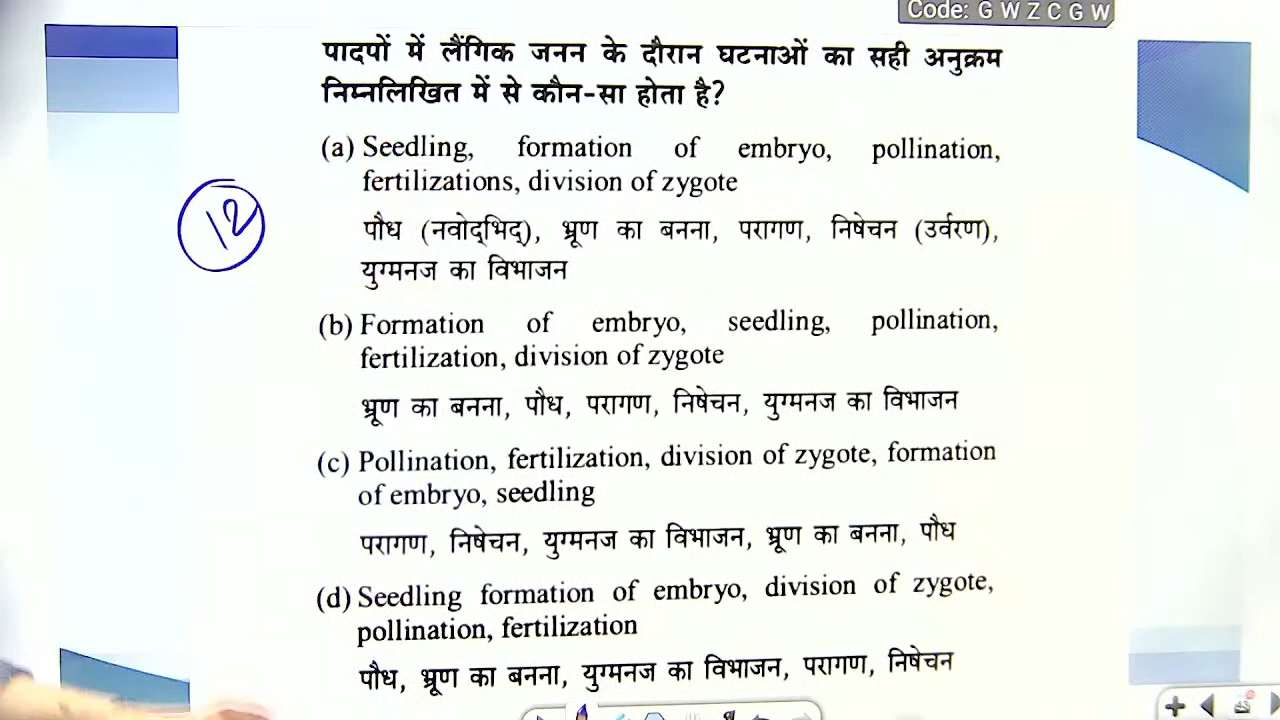 Code: G W Z C G W
पादपों में लैंगिक जनन के दौरान घटनाओं का सही अनुक्रम
निम्नलिखित में से कौन-सा होता है?
(a) Seedling, formation of embryo, pollination,
fertilizations, division of zygote
पौध (नवोद्भिद्), भ्रूण का बनना, परागण, निषेचन (उर्वरण),
युग्मनज का विभाजन
12
(b) Formation of embryo, seedling, pollination,
fertilization, division of zygote
भ्रूण का बनना, पौध, परागण, निषेचन, युग्मनज का विभाजन
(c) Pollination, fertilization, division of zygote, formation
of embryo, seedling
परागण, निषेचन, युग्मनज का विभाजन, भ्रूण का बनना, पौध
(d) Seedling formation of embryo, division of zygote,
pollination, fertilization
पौध, भ्रूण का बनना, युग्मनज का विभाजन, परागण, निषेचन